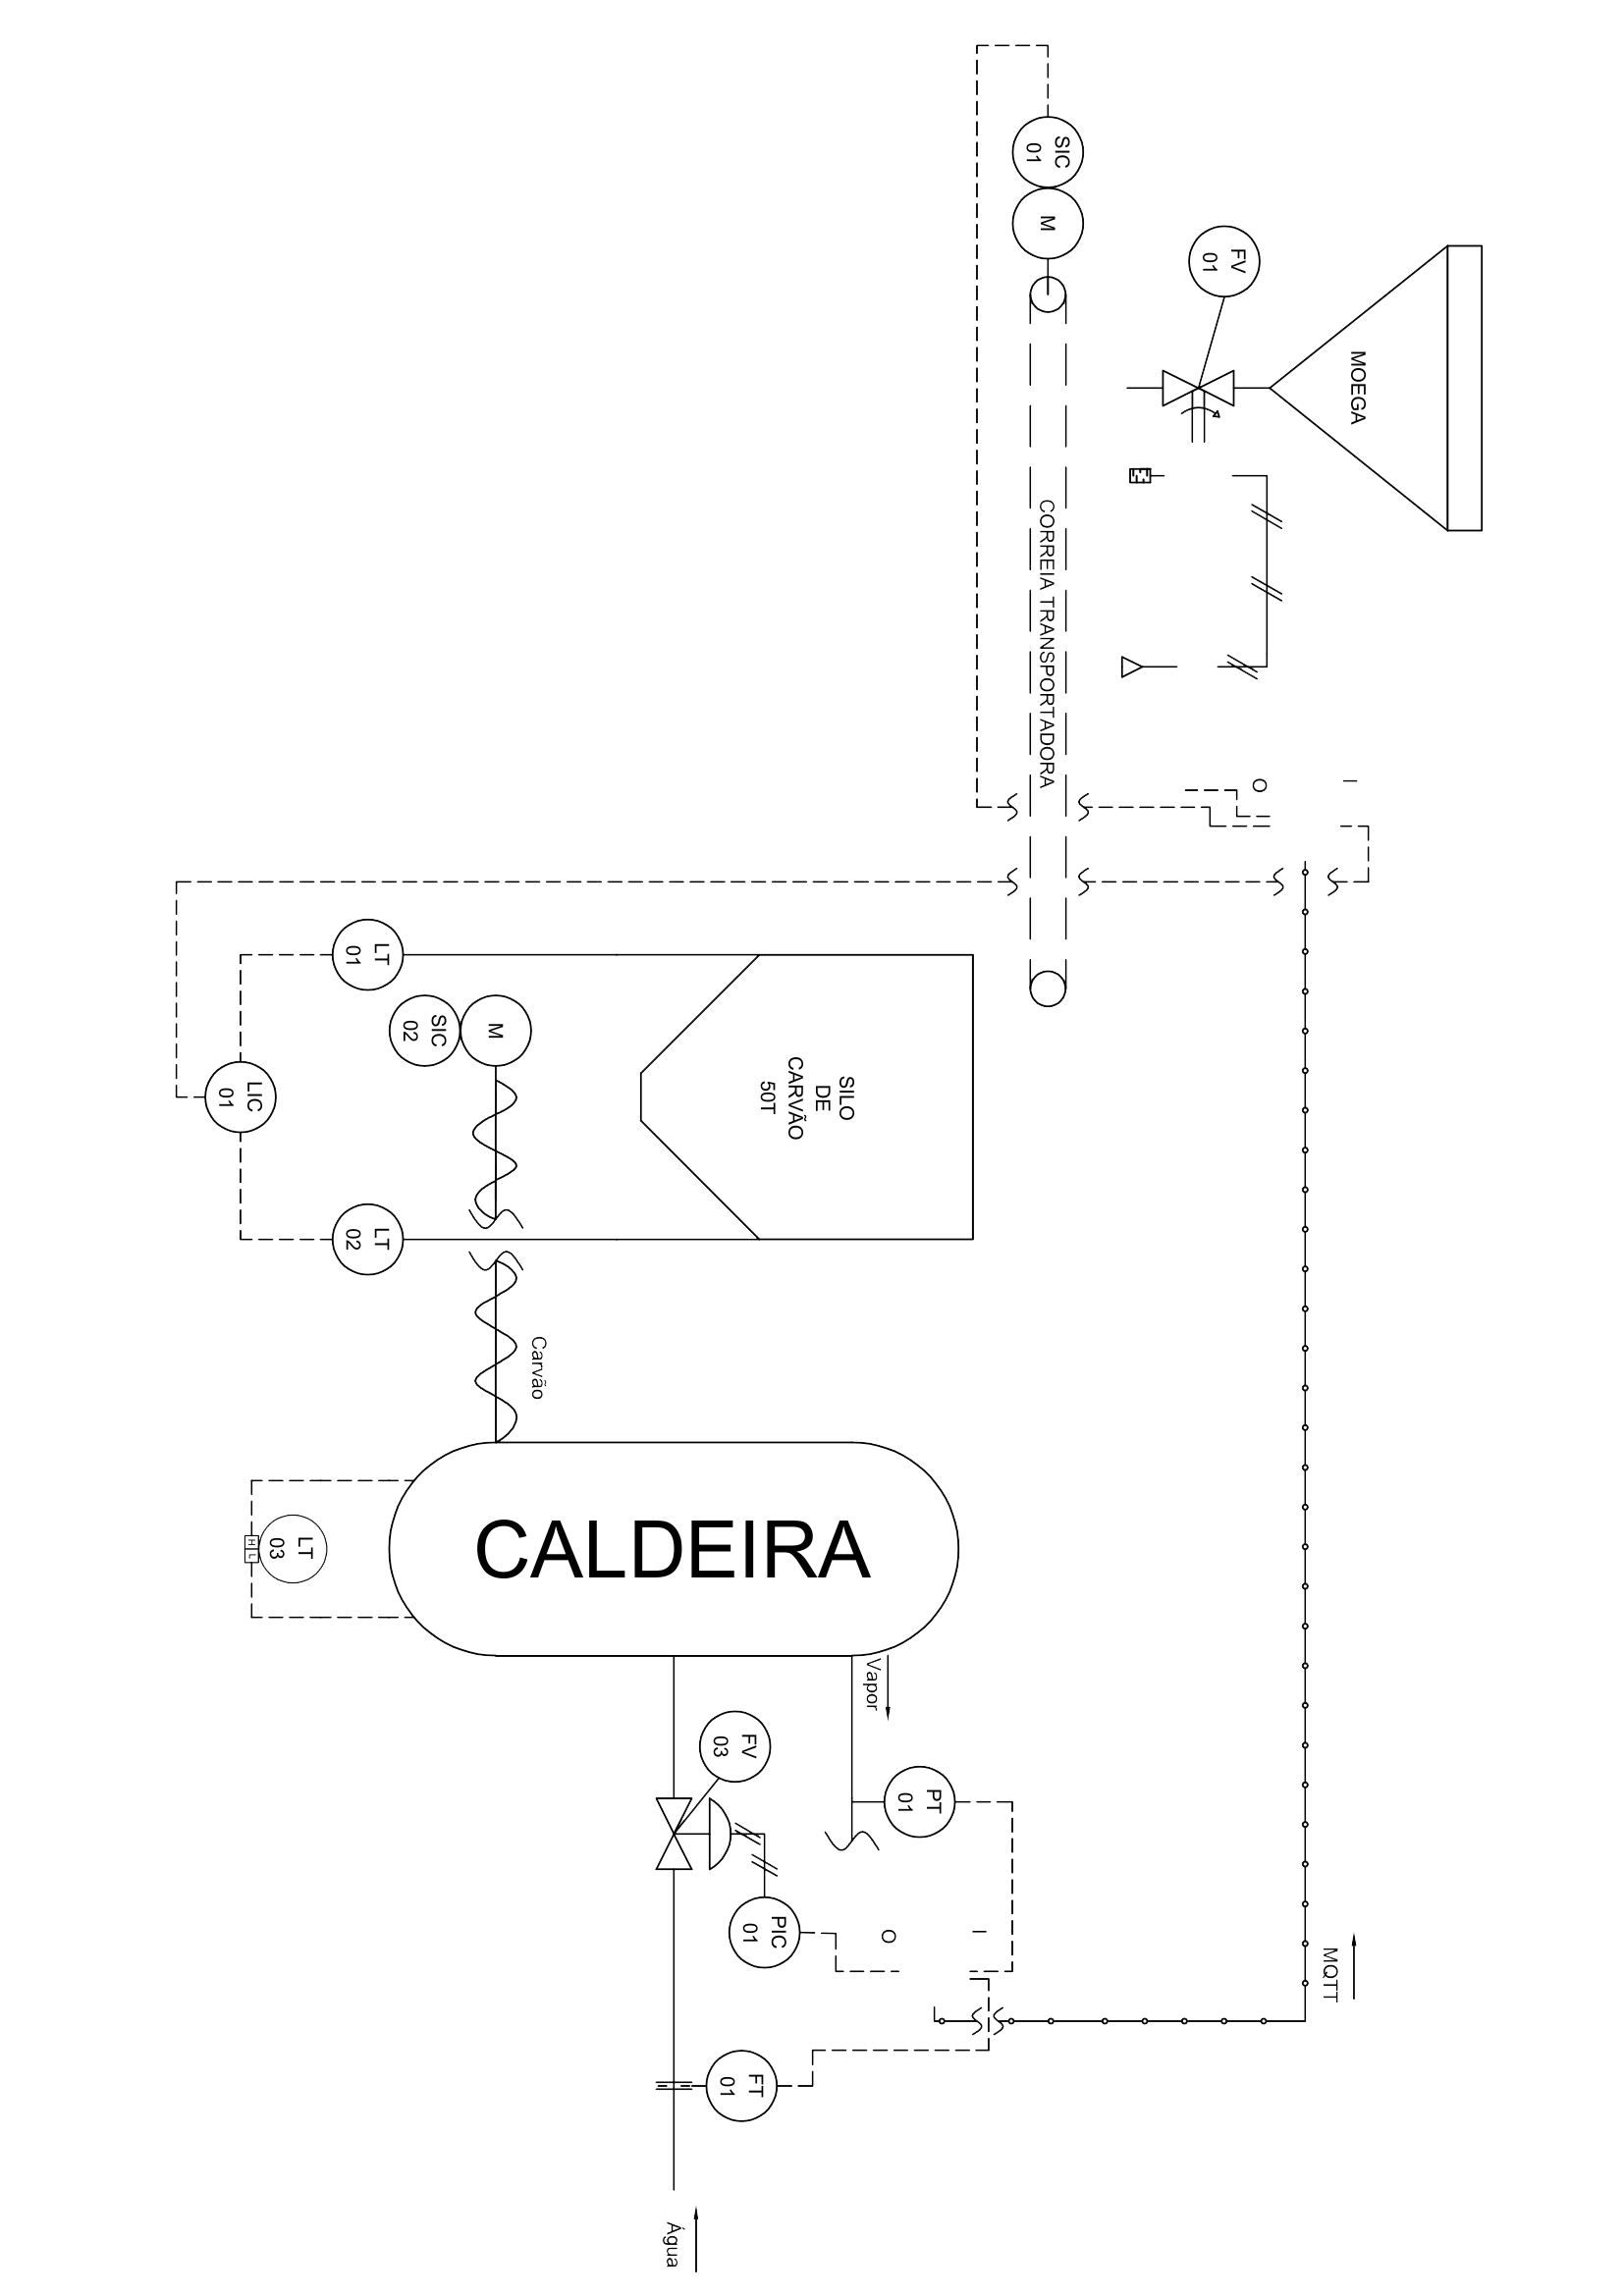 MOEGA
I
MQTT
O
FV
01
SIC
01
M
CORREIA TRANSPORTADORA
I
PT
01
O
Vapor
SILO
DE
CARVÃO
50T
FV
03
PIC
01
FT
01
CALDEIRA
Água
Carvão
M
SIC
02
LT
01
LT
02
LT
03
H L
LIC
01